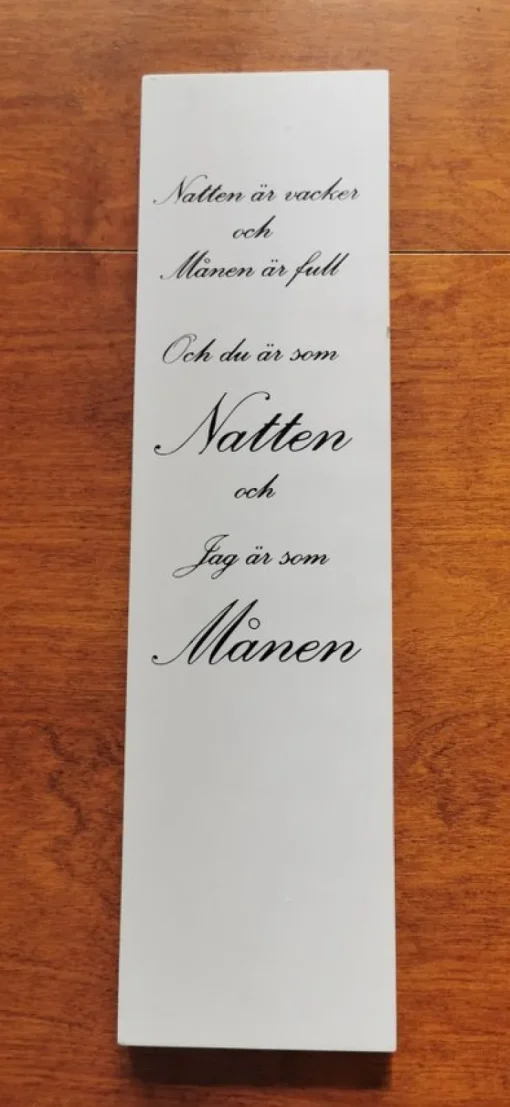 Natten är vacker
och
Månen är full
Och du är som
Natten
och
Jag är som
Månen